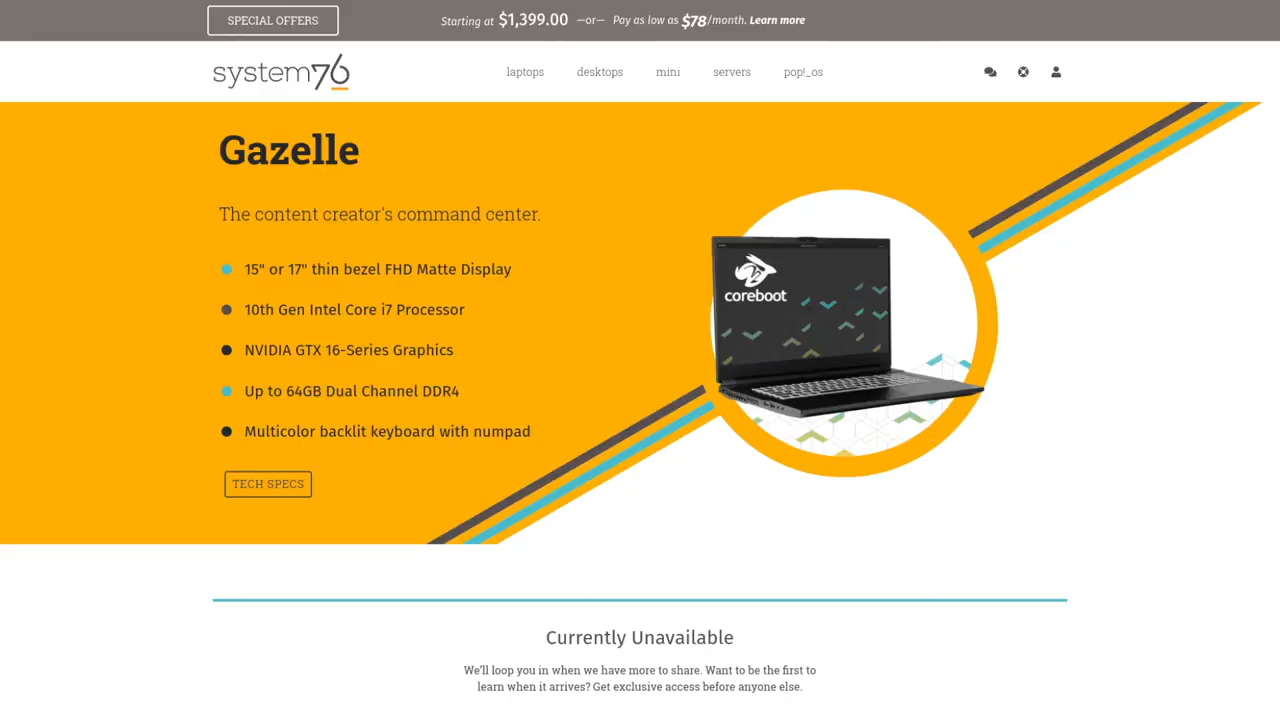 SPECIAL OFFERS
Starting at $1,399.00 —or— Pay as low as $78/month. Learn more
system76
laptops desktops mini servers pop!_os
Gazelle
The content creator's command center.
15" or 17" thin bezel FHD Matte Display
10th Gen Intel Core i7 Processor
NVIDIA GTX 16-Series Graphics
Up to 64GB Dual Channel DDR4
Multicolor backlit keyboard with numpad
TECH SPECS
coreboot
Currently Unavailable
We'll loop you in when we have more to share. Want to be the first to
learn when it arrives? Get exclusive access before anyone else.